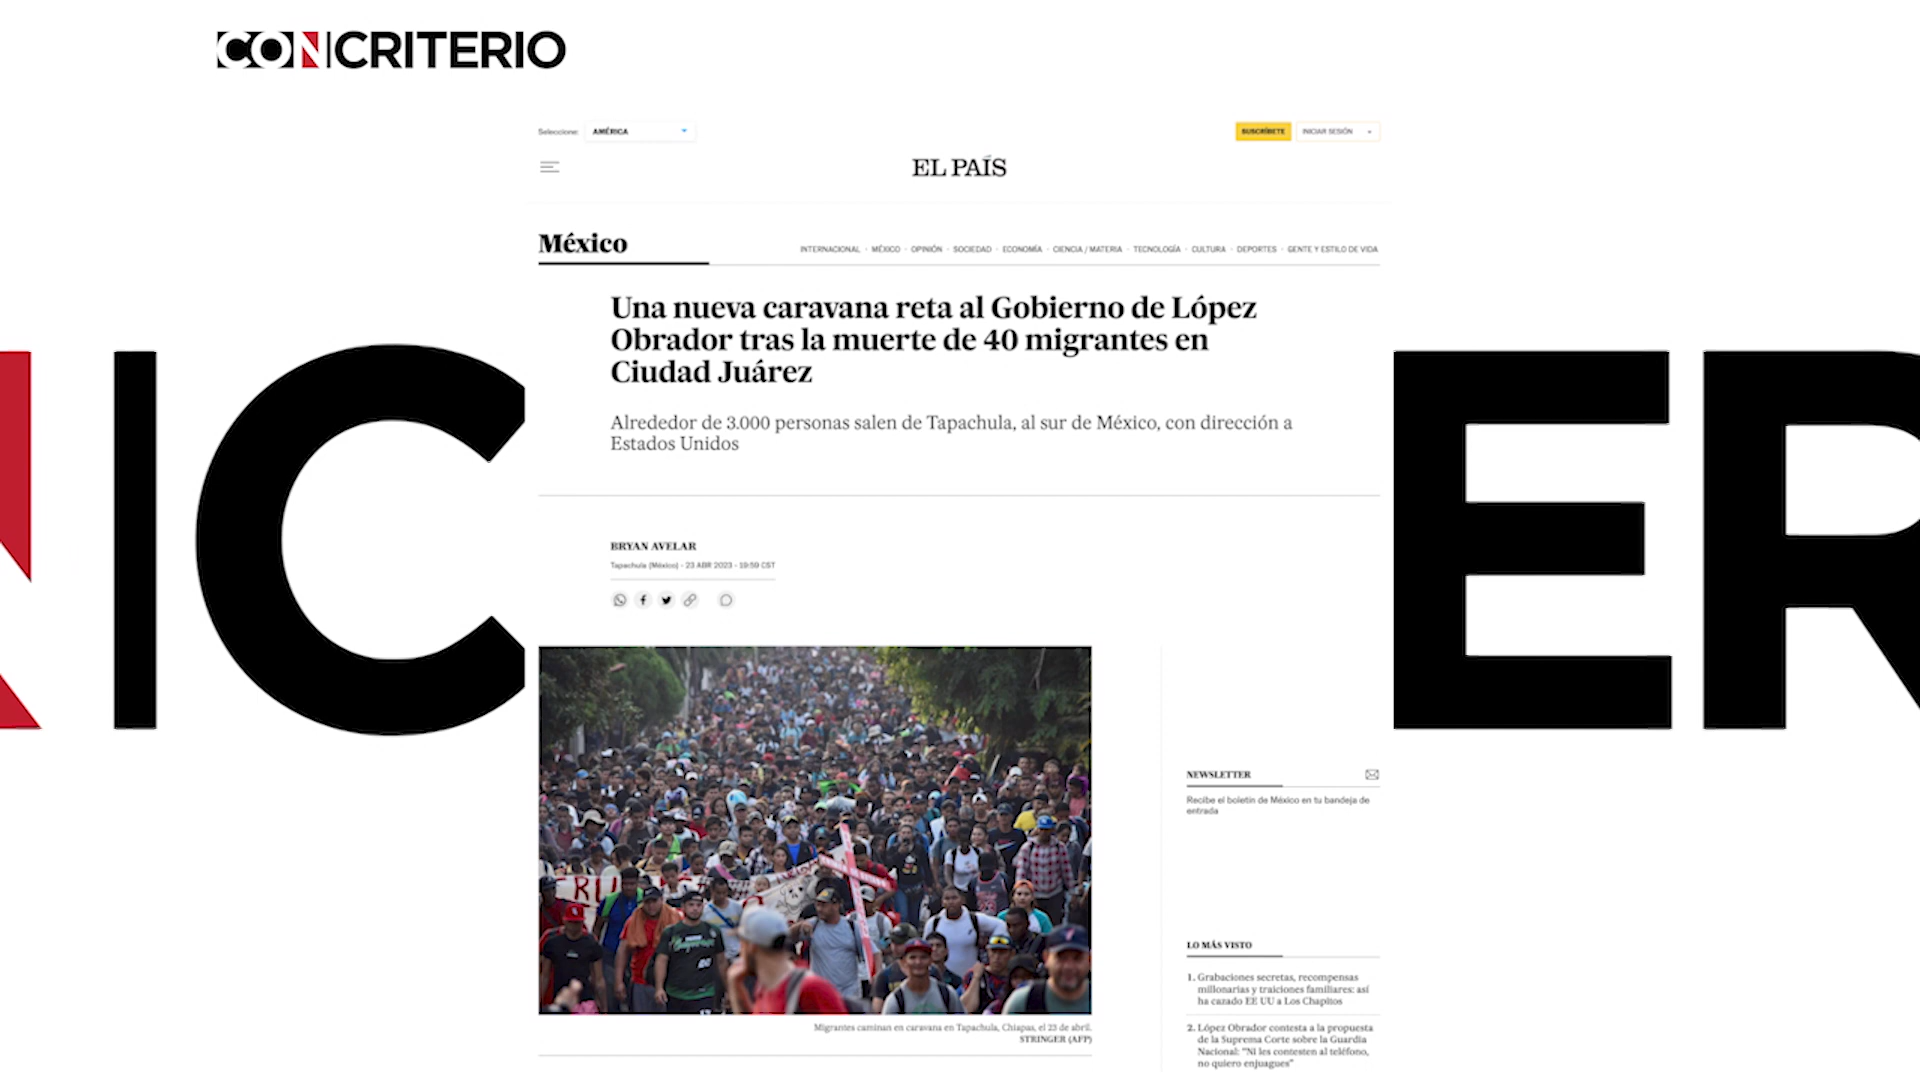 CON|CRITERIO
Seleccione: AMÉRICA
SUSCRÍBETE
INICIAR SESIÓN
EL PAÍS
México
INTERNACIONAL · MÉXICO · OPINIÓN · SOCIEDAD · ECONOMÍA · CIENCIA / MATERIA · TECNOLOGÍA · CULTURA · DEPORTES · GENTE Y ESTILO DE VIDA
Una nueva caravana reta al Gobierno de López
Obrador tras la muerte de 40 migrantes en
Ciudad Juárez
Alrededor de 3.000 personas salen de Tapachula, al sur de México, con dirección a
Estados Unidos
N|C
ER
BRYAN AVELAR
Tapachula (México) - 23 ABR 2023 - 19:59 CST
NEWSLETTER
Recibe el boletín de México en tu bandeja de
entrada
LO MÁS VISTO
1. Grabaciones secretas, recompensas
millonarias y traiciones familiares: así
ha cazado EE UU a Los Chapitos
2. López Obrador contesta a la propuesta
de la Suprema Corte sobre la Guardia
Nacional: “Ni les contesten al teléfono,
no quiero enjuagues”
Migrantes caminan en caravana en Tapachula, Chiapas, el 23 de abril.
STRINGER (AFP)